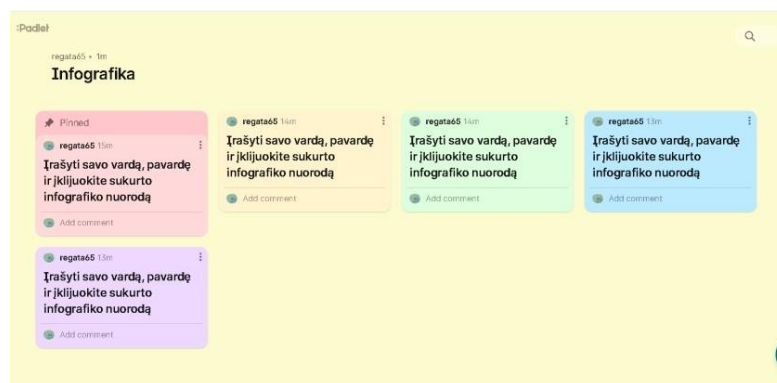 :Padlet
regata65 • 1m
Infografika
Pinned
regata65 15m
Įrašyti savo vardą, pavardę
ir įklijuokite sukurto
infografiko nuorodą
Add comment
regata65 14m
Įrašyti savo vardą, pavardę
ir įklijuokite sukurto
infografiko nuorodą
Add comment
regata65 14m
Įrašyti savo vardą, pavardę
ir įklijuokite sukurto
infografiko nuorodą
Add comment
regata65 13m
Įrašyti savo vardą, pavardę
ir įklijuokite sukurto
infografiko nuorodą
Add comment
regata65 13m
Įrašyti savo vardą, pavardę
ir įklijuokite sukurto
infografiko nuorodą
Add comment